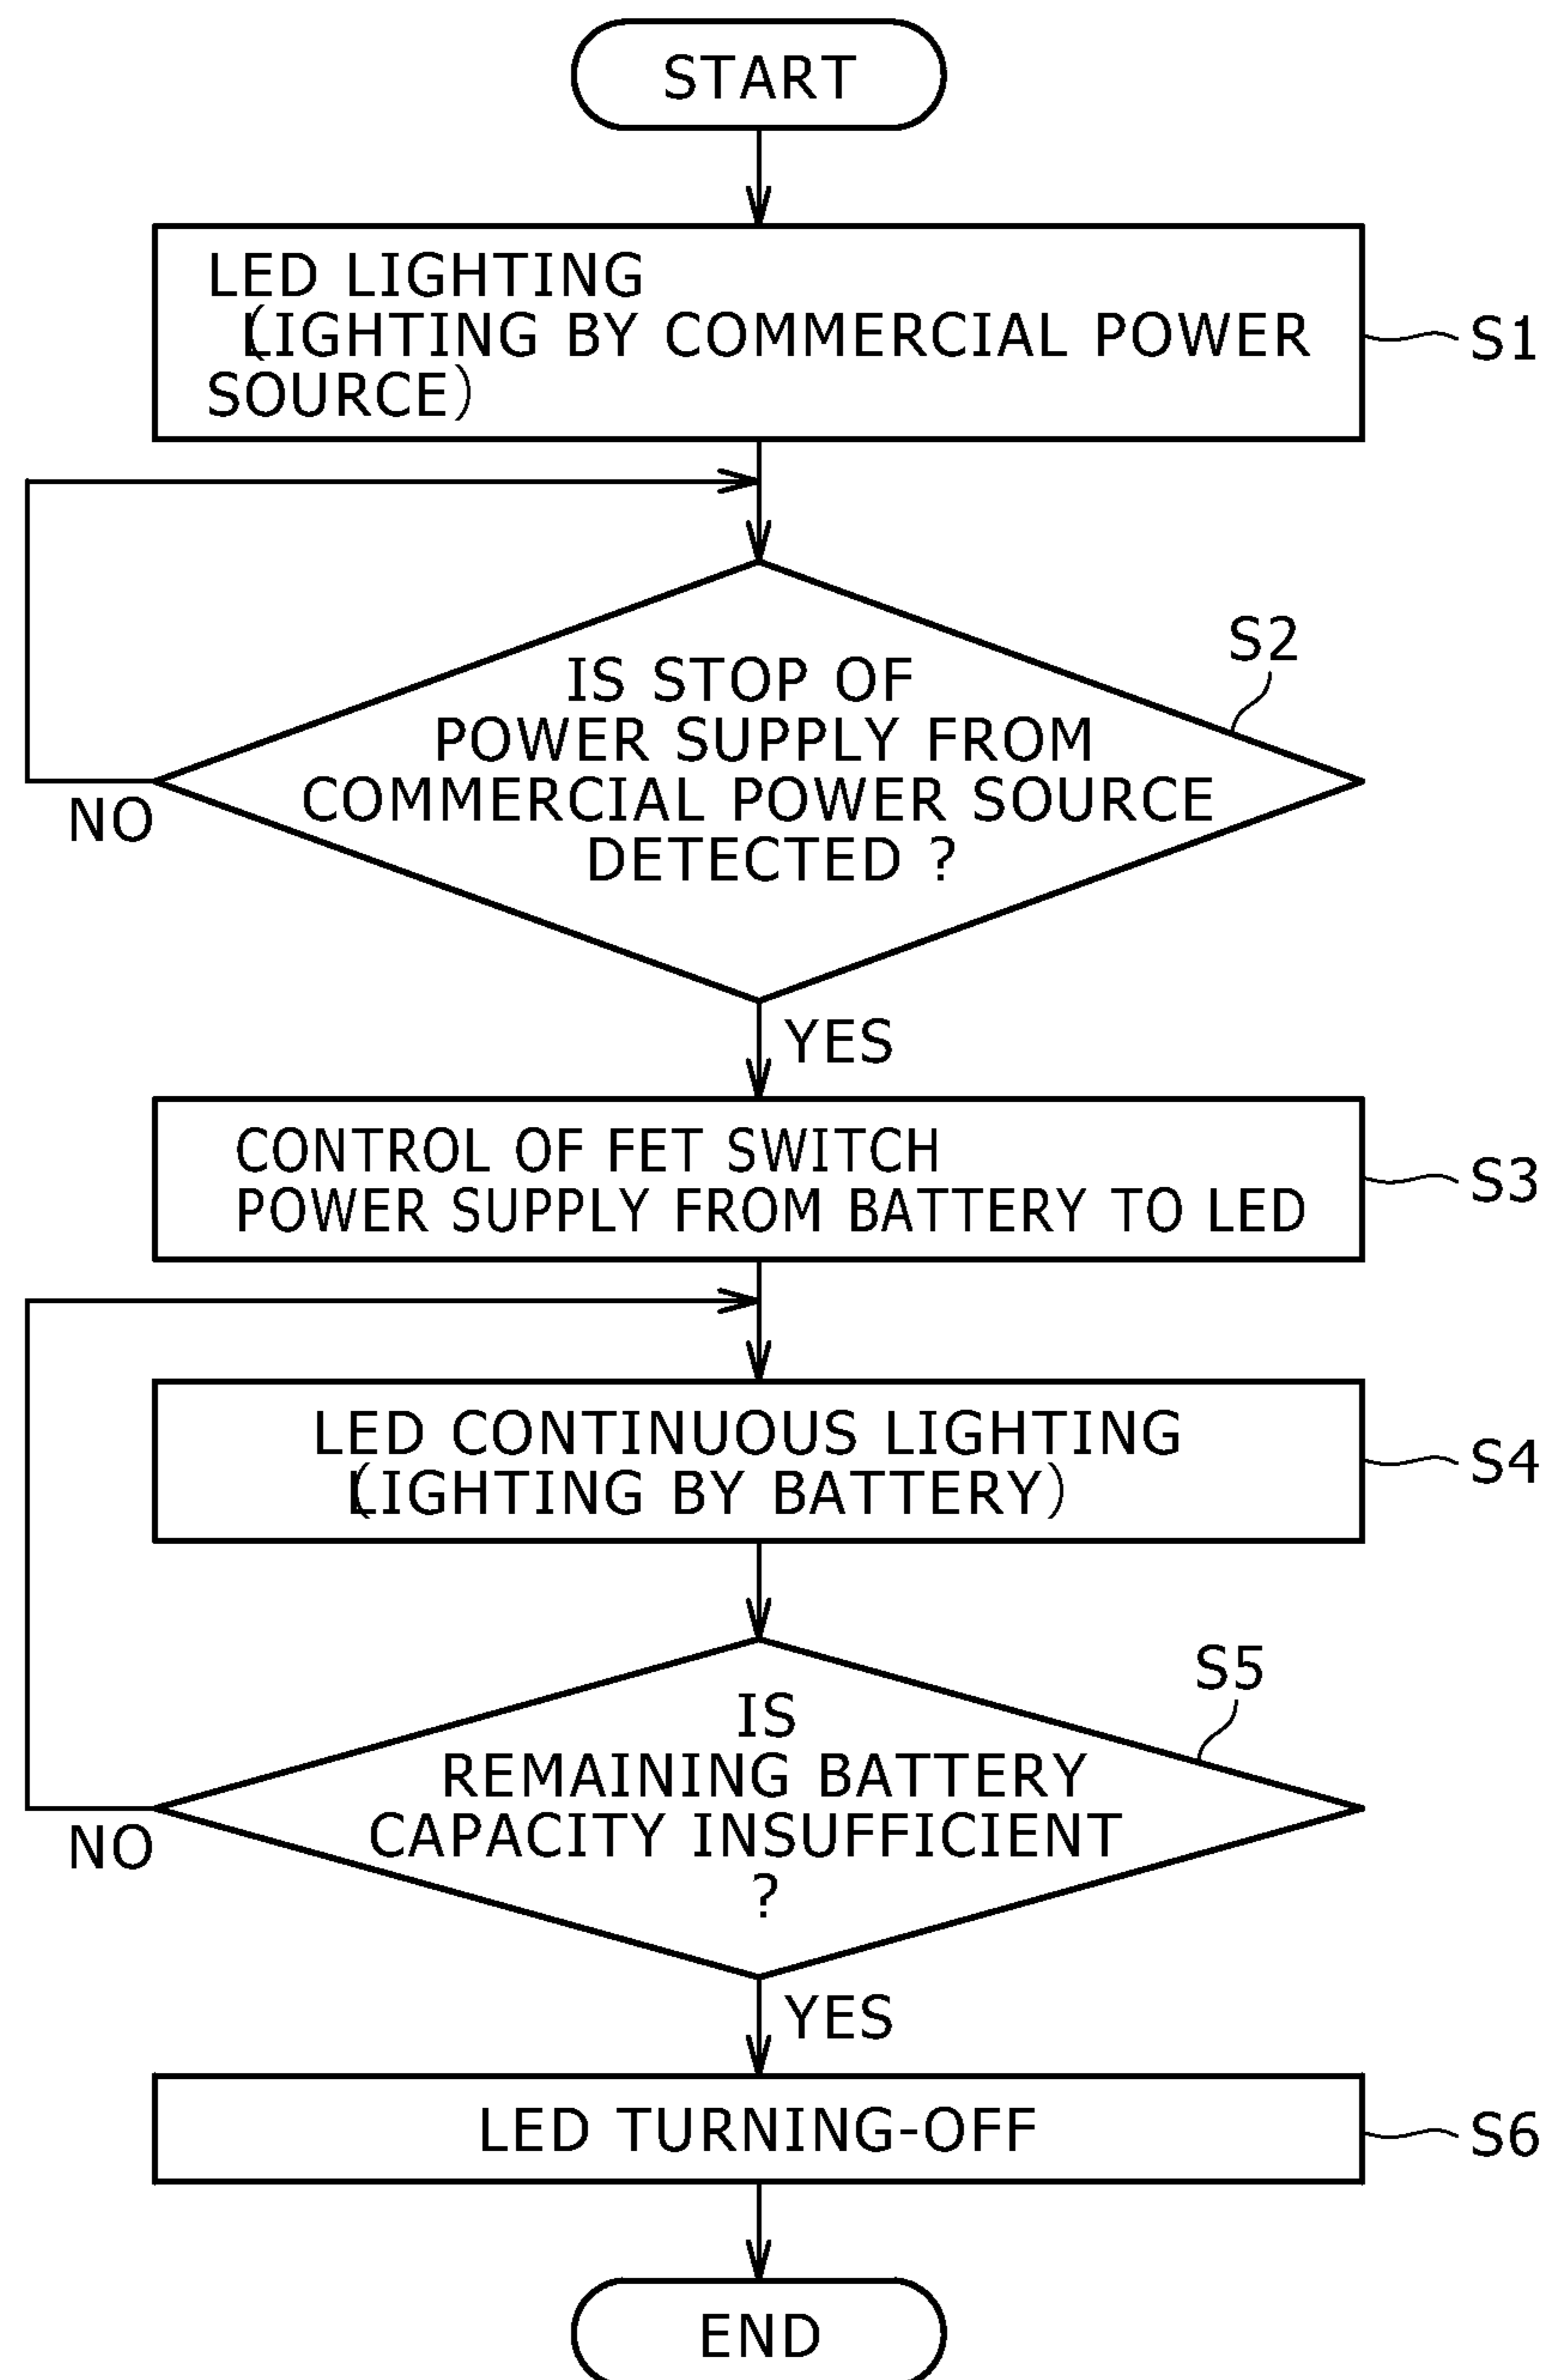 START
LED LIGHTING
(LIGHTING BY COMMERCIAL POWER
SOURCE)
S1
S2
IS STOP OF
POWER SUPPLY FROM
COMMERCIAL POWER SOURCE
DETECTED ?
NO
YES
CONTROL OF FET SWITCH
POWER SUPPLY FROM BATTERY TO LED
S3
LED CONTINUOUS LIGHTING
(LIGHTING BY BATTERY)
S4
S5
IS
REMAINING BATTERY
CAPACITY INSUFFICIENT
?
NO
YES
LED TURNING-OFF
S6
END